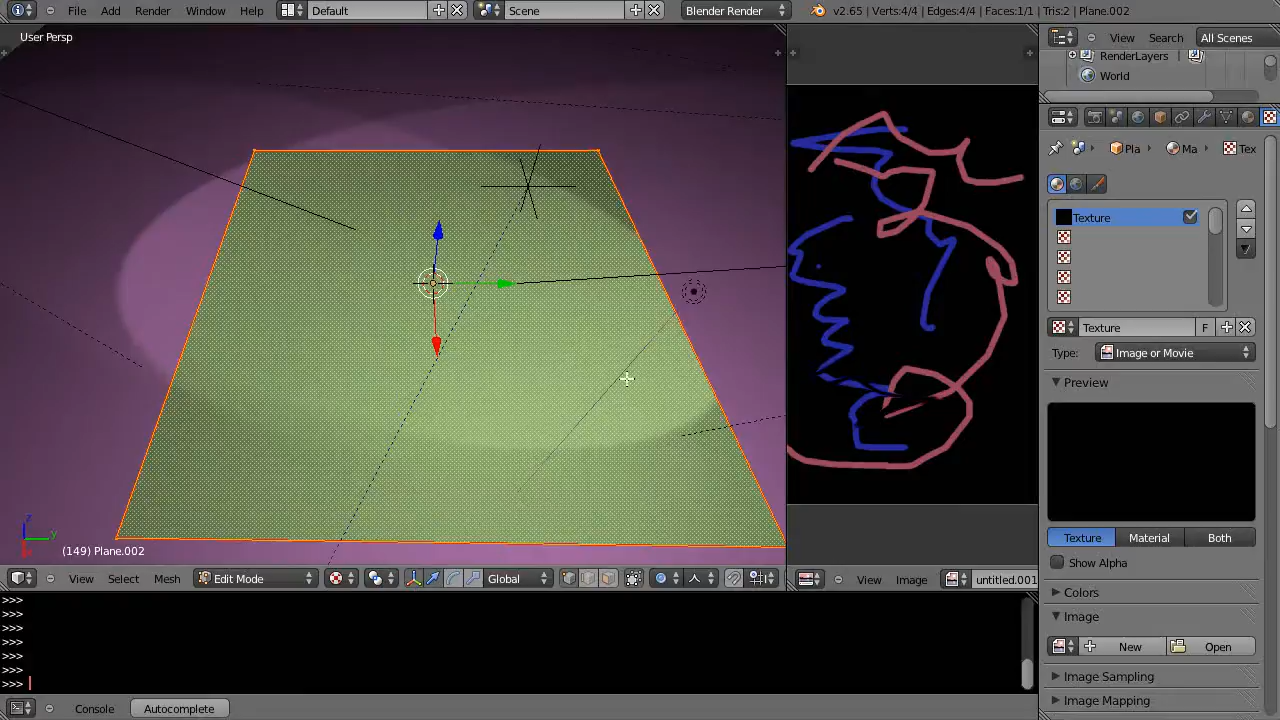 File Add Render Window Help Default Scene Blender Render v2.65 | Verts:4/4 | Edges:4/4 | Faces:1/1 | Tris:2 | Plane.002
User Persp
View Search All Scenes
RenderLayers |
World
Pla Ma Tex
Texture
Texture F
Type: Image or Movie
Preview
Texture Material Both
Show Alpha
Colors
Image
New Open
Image Sampling
Image Mapping
z
y
(149) Plane.002
View Select Mesh Edit Mode Global
View Image untitled.001
>>>
>>>
>>>
>>>
>>>
>>>
>>>
Console Autocomplete